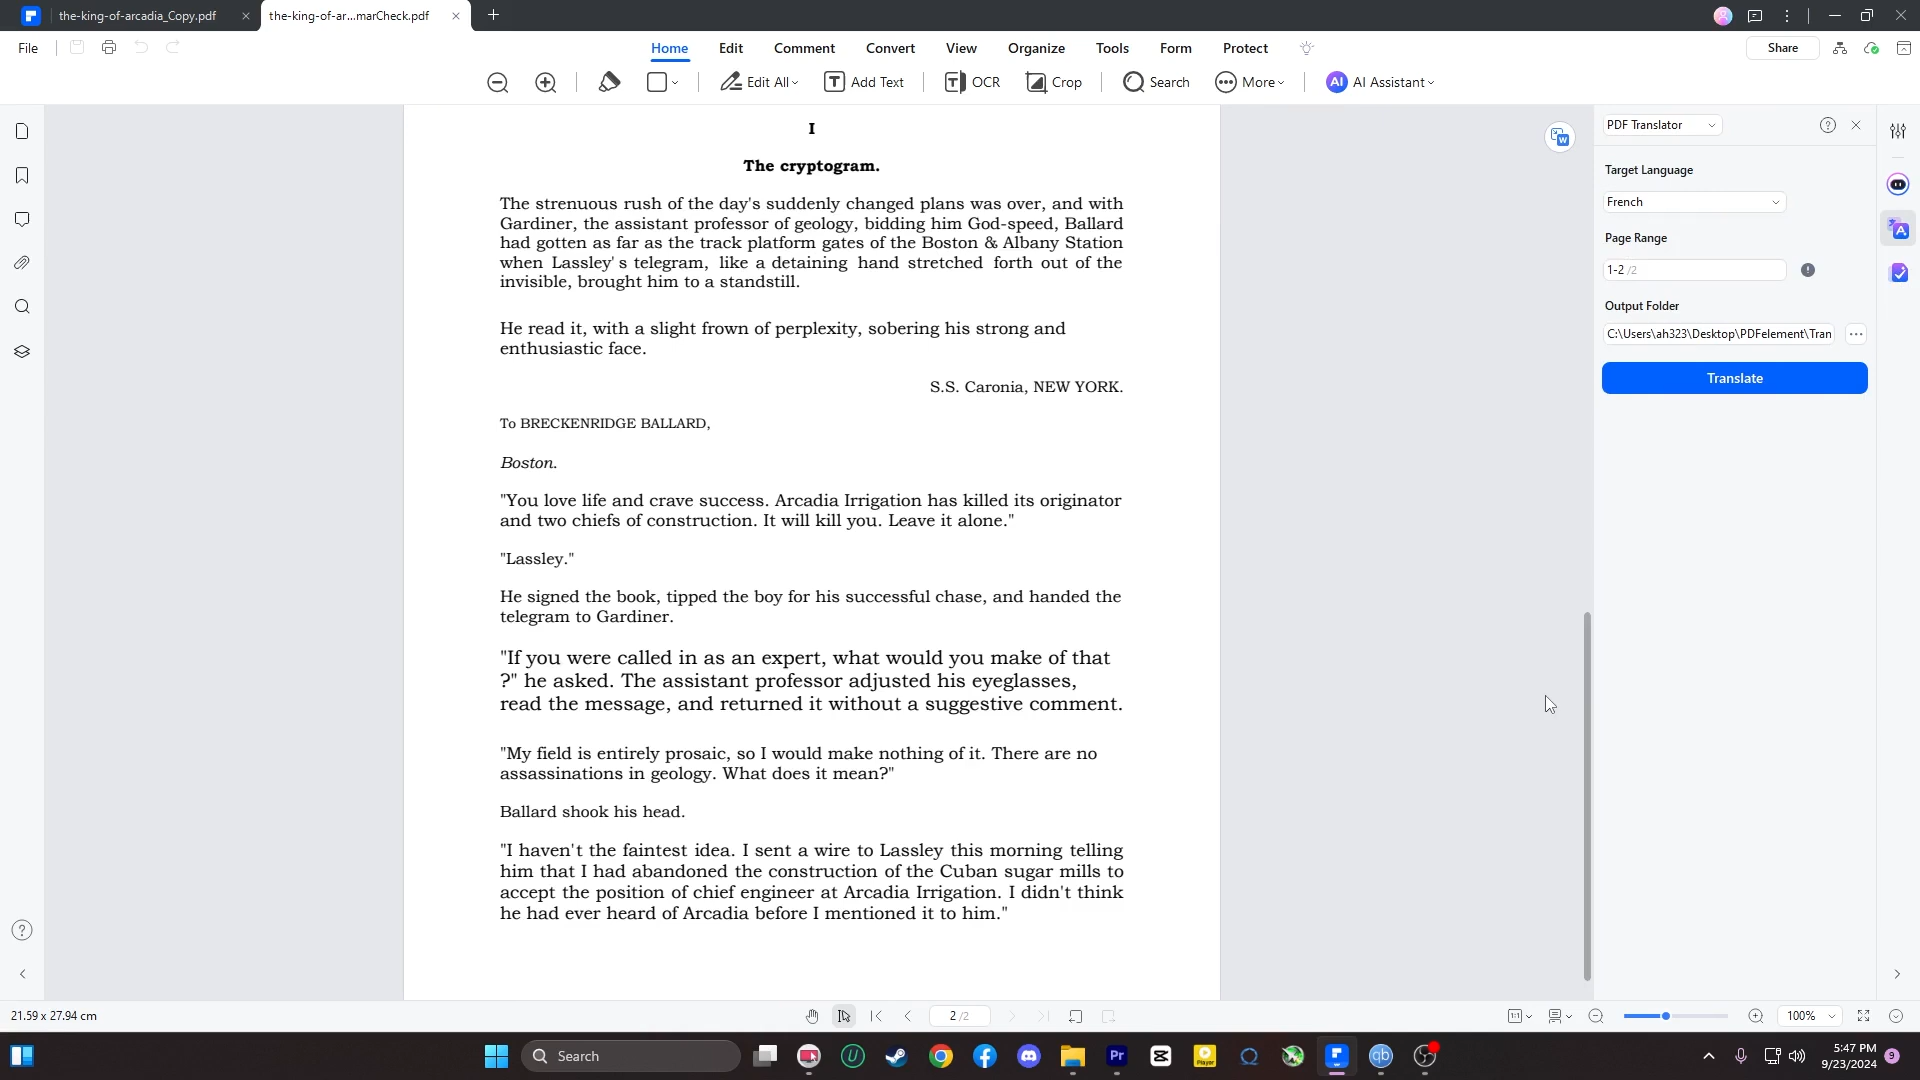 the-king-of-arcadia_Copy.pdf
the-king-of-ar...marCheck.pdf
File
Home
Edit
Comment
Convert
View
Organize
Tools
Form
Protect
Share
Edit All
Add Text
OCR
Crop
Search
More
AI AI Assistant
I
The cryptogram.
The strenuous rush of the day's suddenly changed plans was over, and with
Gardiner, the assistant professor of geology, bidding him God-speed, Ballard
had gotten as far as the track platform gates of the Boston & Albany Station
when Lassley' s telegram, like a detaining hand stretched forth out of the
invisible, brought him to a standstill.
He read it, with a slight frown of perplexity, sobering his strong and
enthusiastic face.
S.S. Caronia, NEW YORK.
To BRECKENRIDGE BALLARD,
Boston.
"You love life and crave success. Arcadia Irrigation has killed its originator
and two chiefs of construction. It will kill you. Leave it alone."
"Lassley."
He signed the book, tipped the boy for his successful chase, and handed the
telegram to Gardiner.
"If you were called in as an expert, what would you make of that
?" he asked. The assistant professor adjusted his eyeglasses,
read the message, and returned it without a suggestive comment.
"My field is entirely prosaic, so I would make nothing of it. There are no
assassinations in geology. What does it mean?"
Ballard shook his head.
"I haven't the faintest idea. I sent a wire to Lassley this morning telling
him that I had abandoned the construction of the Cuban sugar mills to
accept the position of chief engineer at Arcadia Irrigation. I didn't think
he had ever heard of Arcadia before I mentioned it to him."
PDF Translator
Target Language
French
Page Range
1-2 /2
Output Folder
C:\Users\ah323\Desktop\PDFelement\Tran
Translate
21.59 x 27.94 cm
2 /2
100%
Search
Pr
Player
qb
5:47 PM
9/23/2024
9